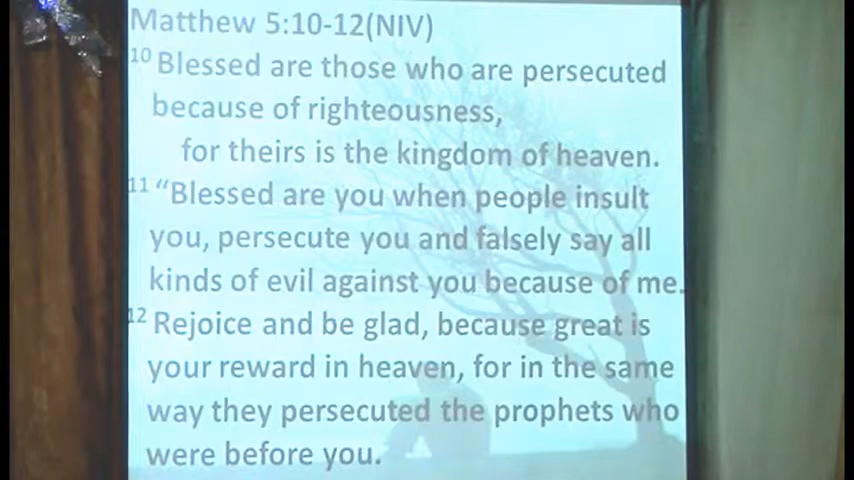 Matthew 5:10-12(NIV)
10 Blessed are those who are persecuted
because of righteousness,
for theirs is the kingdom of heaven.
11 “Blessed are you when people insult
you, persecute you and falsely say all
kinds of evil against you because of me.
12 Rejoice and be glad, because great is
your reward in heaven, for in the same
way they persecuted the prophets who
were before you.